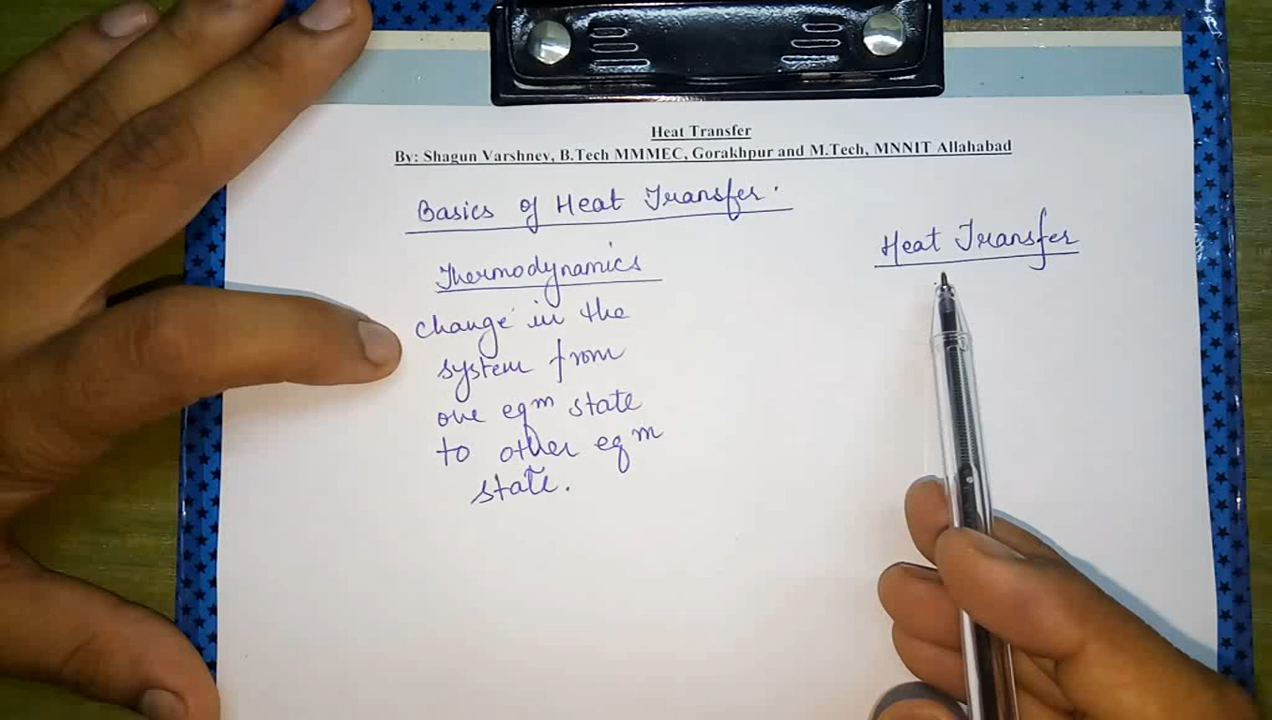 Heat Transfer
By: Shagun Varshney, B.Tech MMMEC, Gorakhpur and M.Tech, MNNIT Allahabad
Basics of Heat Transfer.
Thermodynamics
change in the
system from
one eqm state
to other eqm
state.
Heat Transfer